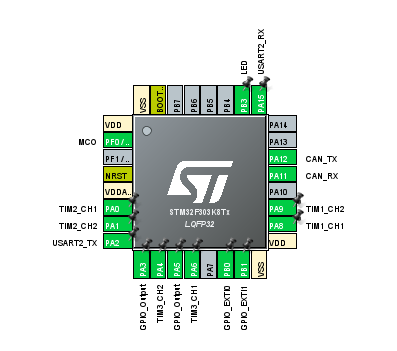 LED
USART2_RX
VSS
BOOT..
PB7
PB6
PB5
PB4
PB3
PA15
VDD
MCO
PF0/..
PF1/..
NRST
VDDA..
TIM2_CH1
PA0
TIM2_CH2
PA1
USART2_TX
PA2
STM32F303K8Tx
LQFP32
PA14
PA13
PA12
CAN_TX
PA11
CAN_RX
PA10
PA9
TIM1_CH2
PA8
TIM1_CH1
VDD
PA3
PA4
PA5
PA6
PA7
PB0
PB1
VSS
GPIO_Output
TIM3_CH2
GPIO_Output
TIM3_CH1
GPIO_EXTI0
GPIO_EXTI1